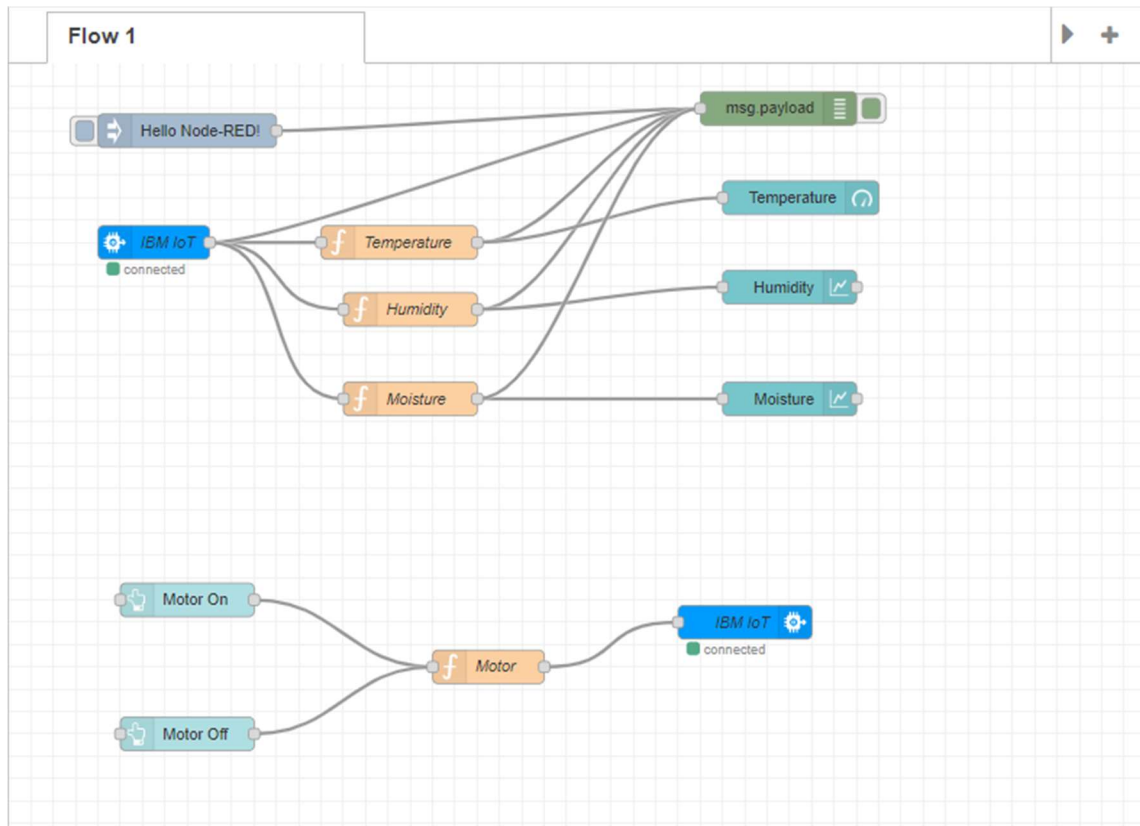 Flow 1
msg.payload
Hello Node-RED!
Temperature
IBM IoT
Temperature
connected
Humidity
Humidity
Moisture
Moisture
Motor On
IBM IoT
connected
Motor
Motor Off